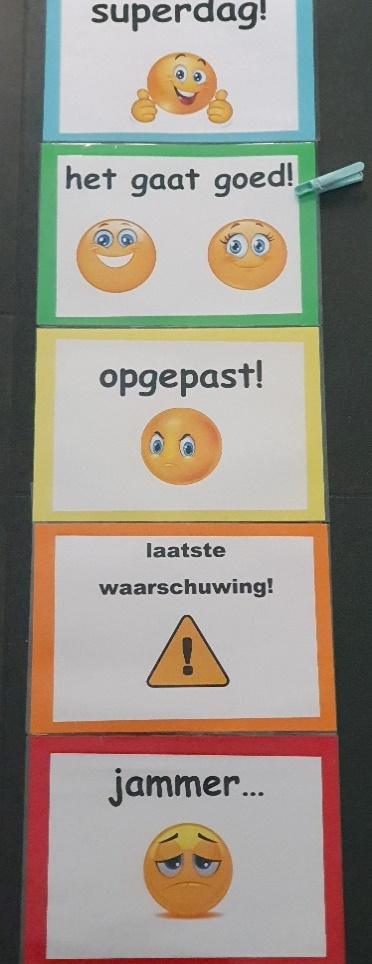 superdag!
het gaat goed!
opgepast!
laatste
waarschuwing!
jammer...